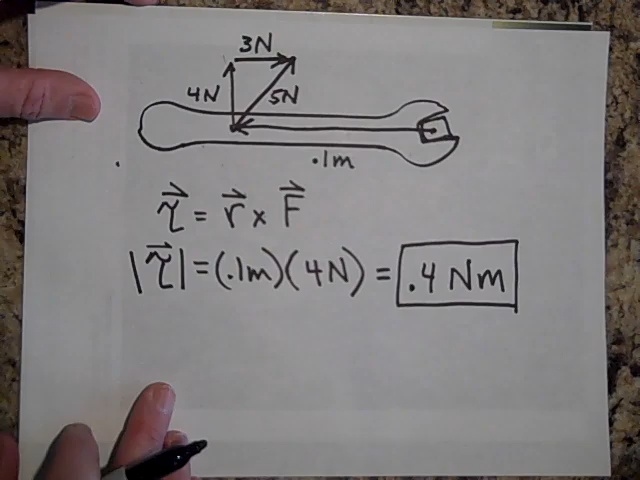 3N
4N 5N
.1m
τ⃗ = r⃗ x F⃗
|τ⃗| = (.1m)(4N) = .4 Nm